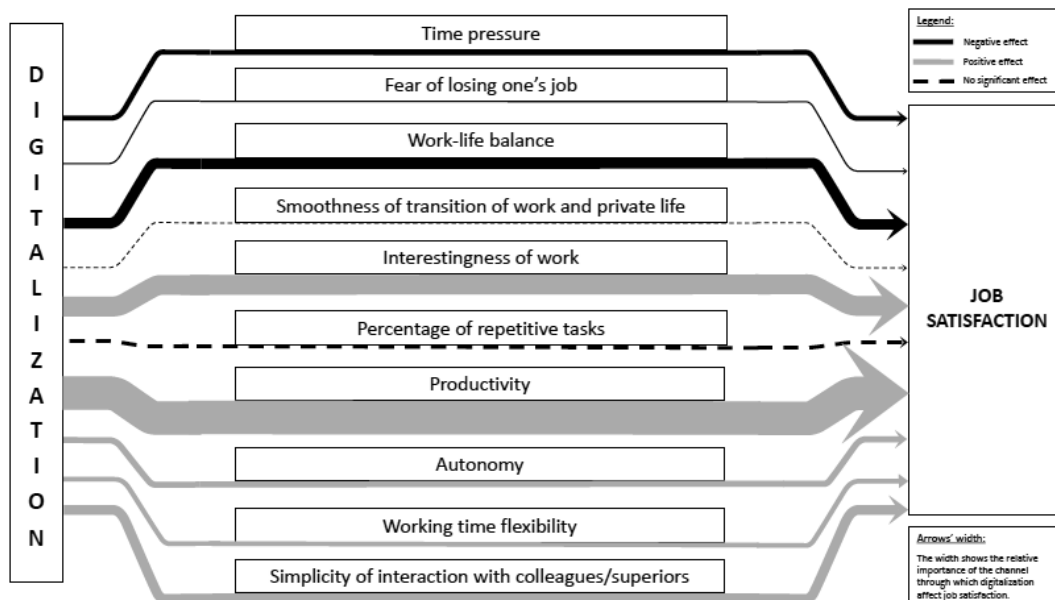 DIGITALIZATION
Time pressure
Fear of losing one's job
Work-life balance
Smoothness of transition of work and private life
Interestingness of work
Percentage of repetitive tasks
Productivity
Autonomy
Working time flexibility
Simplicity of interaction with colleagues/superiors
Legend:
Negative effect
Positive effect
No significant effect
JOB
SATISFACTION
Arrows' width:
The width shows the relative
importance of the channel
through which digitalization
affect job satisfaction.